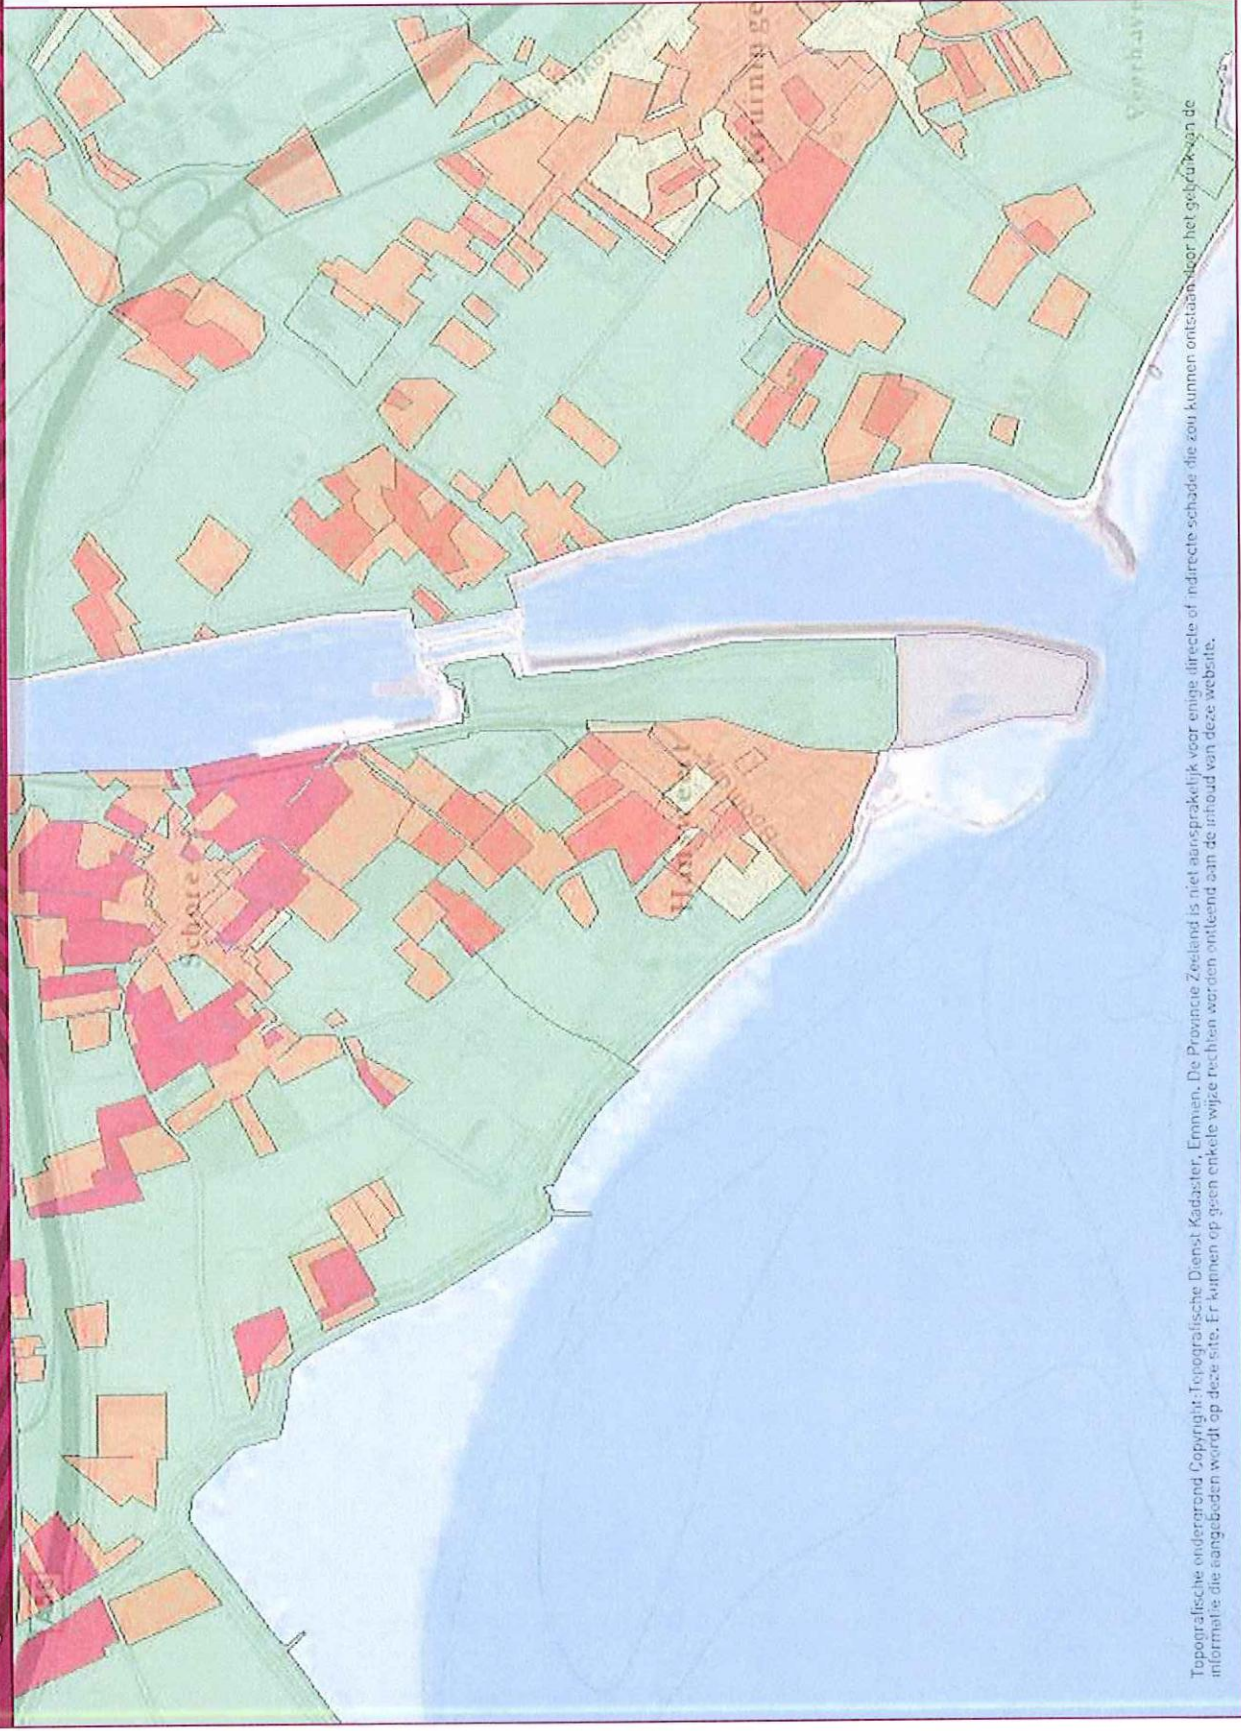 Schore
Topografische ondergrond Copyright:Topografische Dienst Kadaster, Emmen. De Provincie Zeeland is niet aansprakelijk voor enige directe of indirecte schade die zou kunnen ontstaan door het gebruik van de
informatie die aangeboden wordt op deze site. Er kunnen op geen enkele wijze rechten worden ontleend aan de inhoud van deze website.